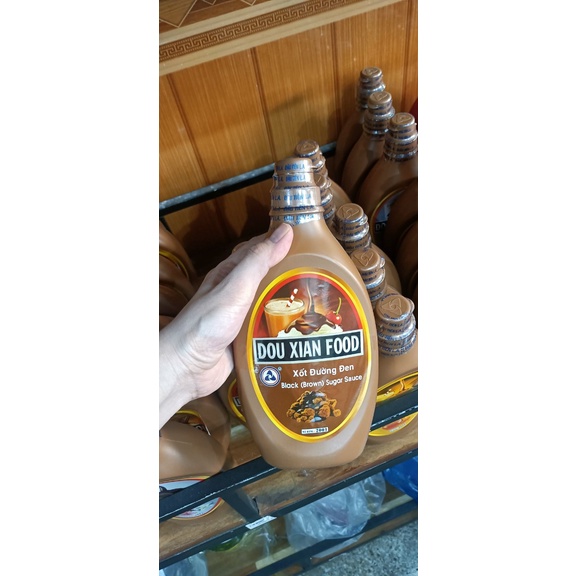 DOU XIAN FOOD
Xốt Đường Đen
Black (Brown) Sugar Sauce